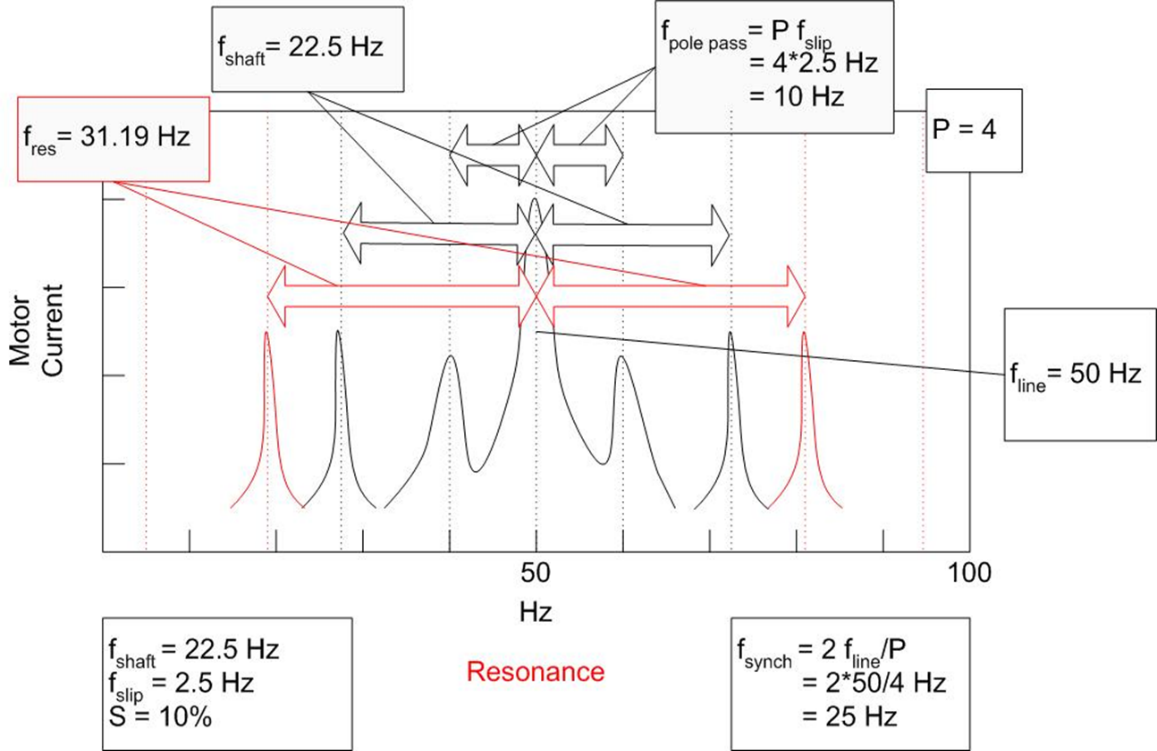 fshaft= 22.5 Hz
fpole pass= P fslip
= 4*2.5 Hz
= 10 Hz
fres= 31.19 Hz
P = 4
Motor
Current
fline= 50 Hz
50
100
Hz
fshaft = 22.5 Hz
fslip = 2.5 Hz
S = 10%
Resonance
fsynch = 2 fline/P
= 2*50/4 Hz
= 25 Hz